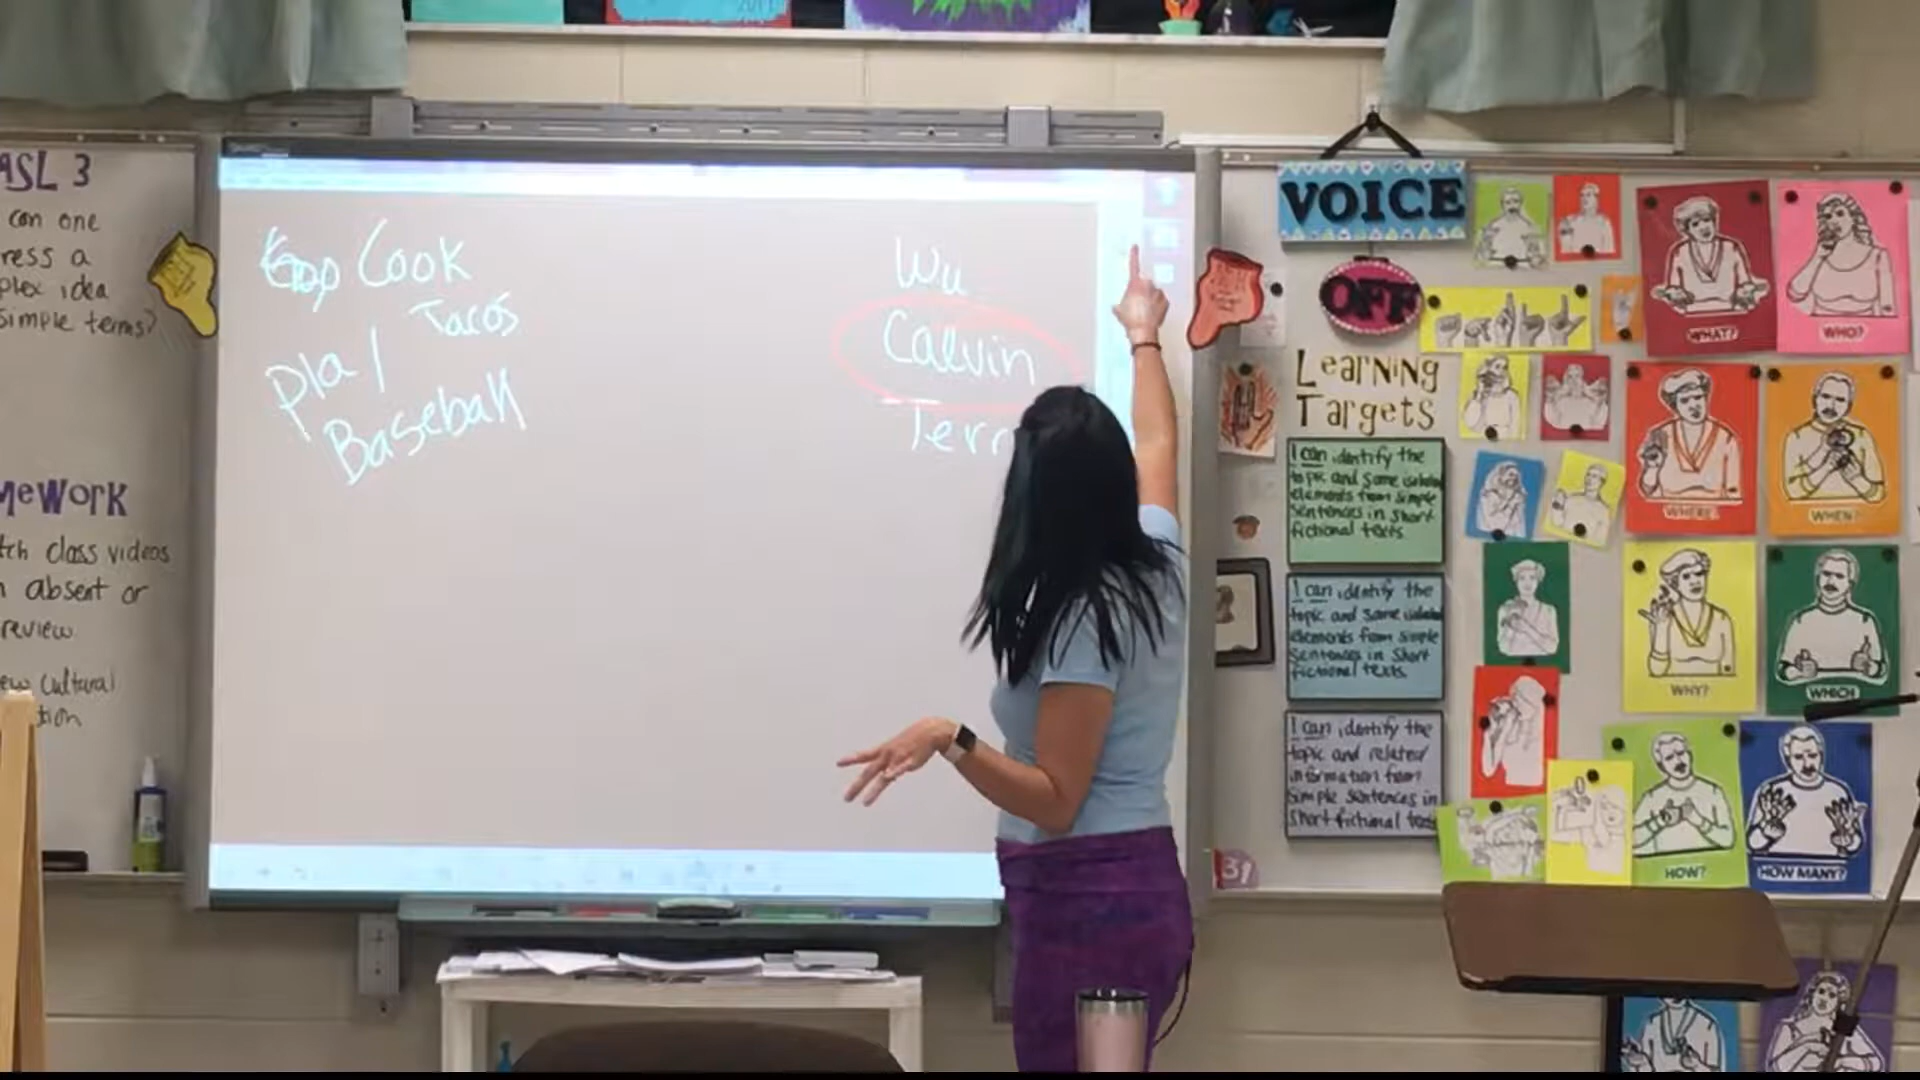 ASL 3
can one
ress a
plex idea
simple terms?
meWork
tch class videos
absent or
review
ew Cultural
tion
Cook
Tacos
Pla
Baseball
Wu
Calvin
Terr
VOICE
OFF
Learning
Targets
I can identify the
topic and some isolated
elements from simple
sentences in short
fictional texts
I can identify the
topic and some isolated
elements from simple
sentences in short
fictional texts.
I can identify the
topic and related
information from
simple sentences in
short fictional texts
WHAT?
WHO?
WHERE?
WHEN?
WHY?
WHICH
HOW?
HOW MANY?
31